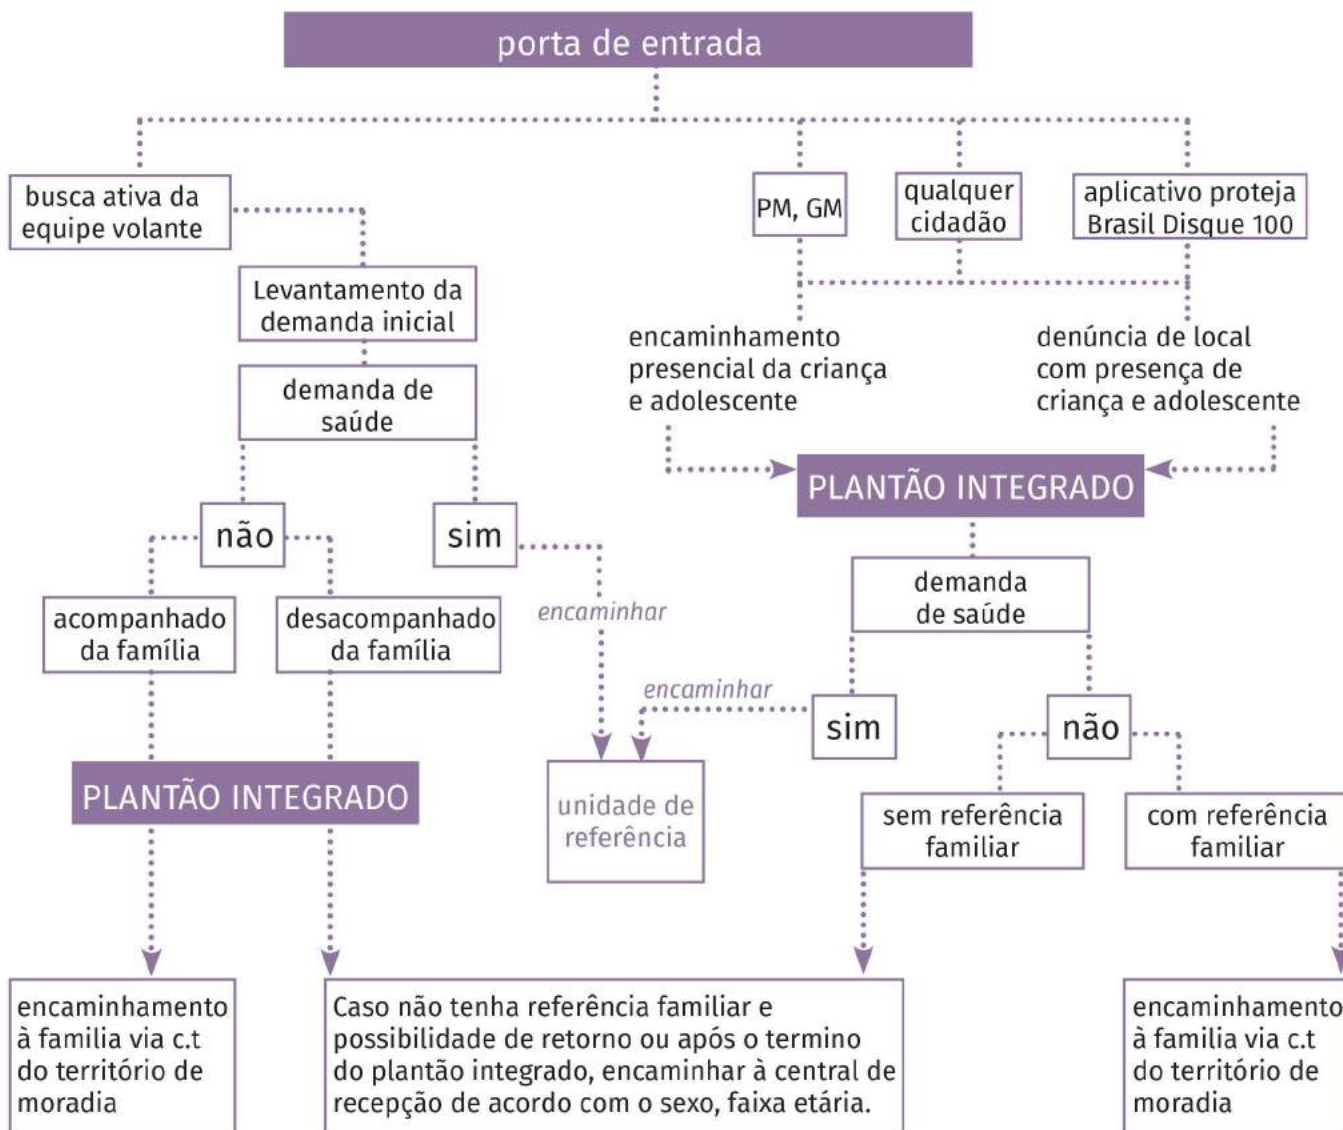 porta de entrada
busca ativa da
equipe volante
PM, GM
qualquer
cidadão
aplicativo proteja
Brasil Disque 100
Levantamento da
demanda inicial
demanda de
saúde
não
sim
acompanhado
da família
desacompanhado
da família
encaminhar
PLANTÃO INTEGRADO
encaminhamento
presencial da criança
e adolescente
denúncia de local
com presença de
criança e adolescente
PLANTÃO INTEGRADO
demanda
de saúde
encaminhar
sim
não
unidade de
referência
sem referência
familiar
com referência
familiar
encaminhamento
à familia via c.t
do território de
moradia
Caso não tenha referência familiar e
possibilidade de retorno ou após o termino
do plantão integrado, encaminhar à central de
recepção de acordo com o sexo, faixa etária.
encaminhamento
à familia via c.t
do território de
moradia